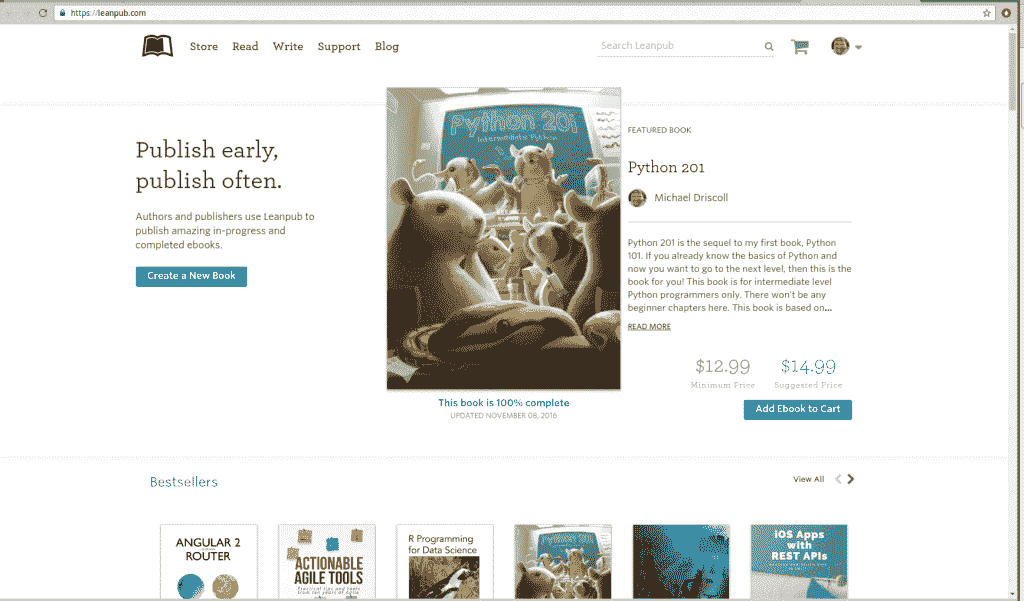 https://leanpub.com
Store Read Write Support Blog
Search Leanpub
Publish early,
publish often.
Authors and publishers use Leanpub to
publish amazing in-progress and
completed ebooks.
Create a New Book
Python 201
Intermediate Python
This book is 100% complete
UPDATED NOVEMBER 08, 2016
FEATURED BOOK
Python 201
Michael Driscoll
Python 201 is the sequel to my first book, Python
101. If you already know the basics of Python and
now you want to go to the next level, then this is the
book for you! This book is for intermediate level
Python programmers only. There won't be any
beginner chapters here. This book is based on...
READ MORE
$12.99 $14.99
Minimum Price Suggested Price
Add Ebook to Cart
Bestsellers
View All
ANGULAR 2
ROUTER
ACTIONABLE
AGILE TOOLS
Practical tips and tools
from ten years of Agile
R Programming
for Data Science
Python 201
iOS Apps
with
REST APIs